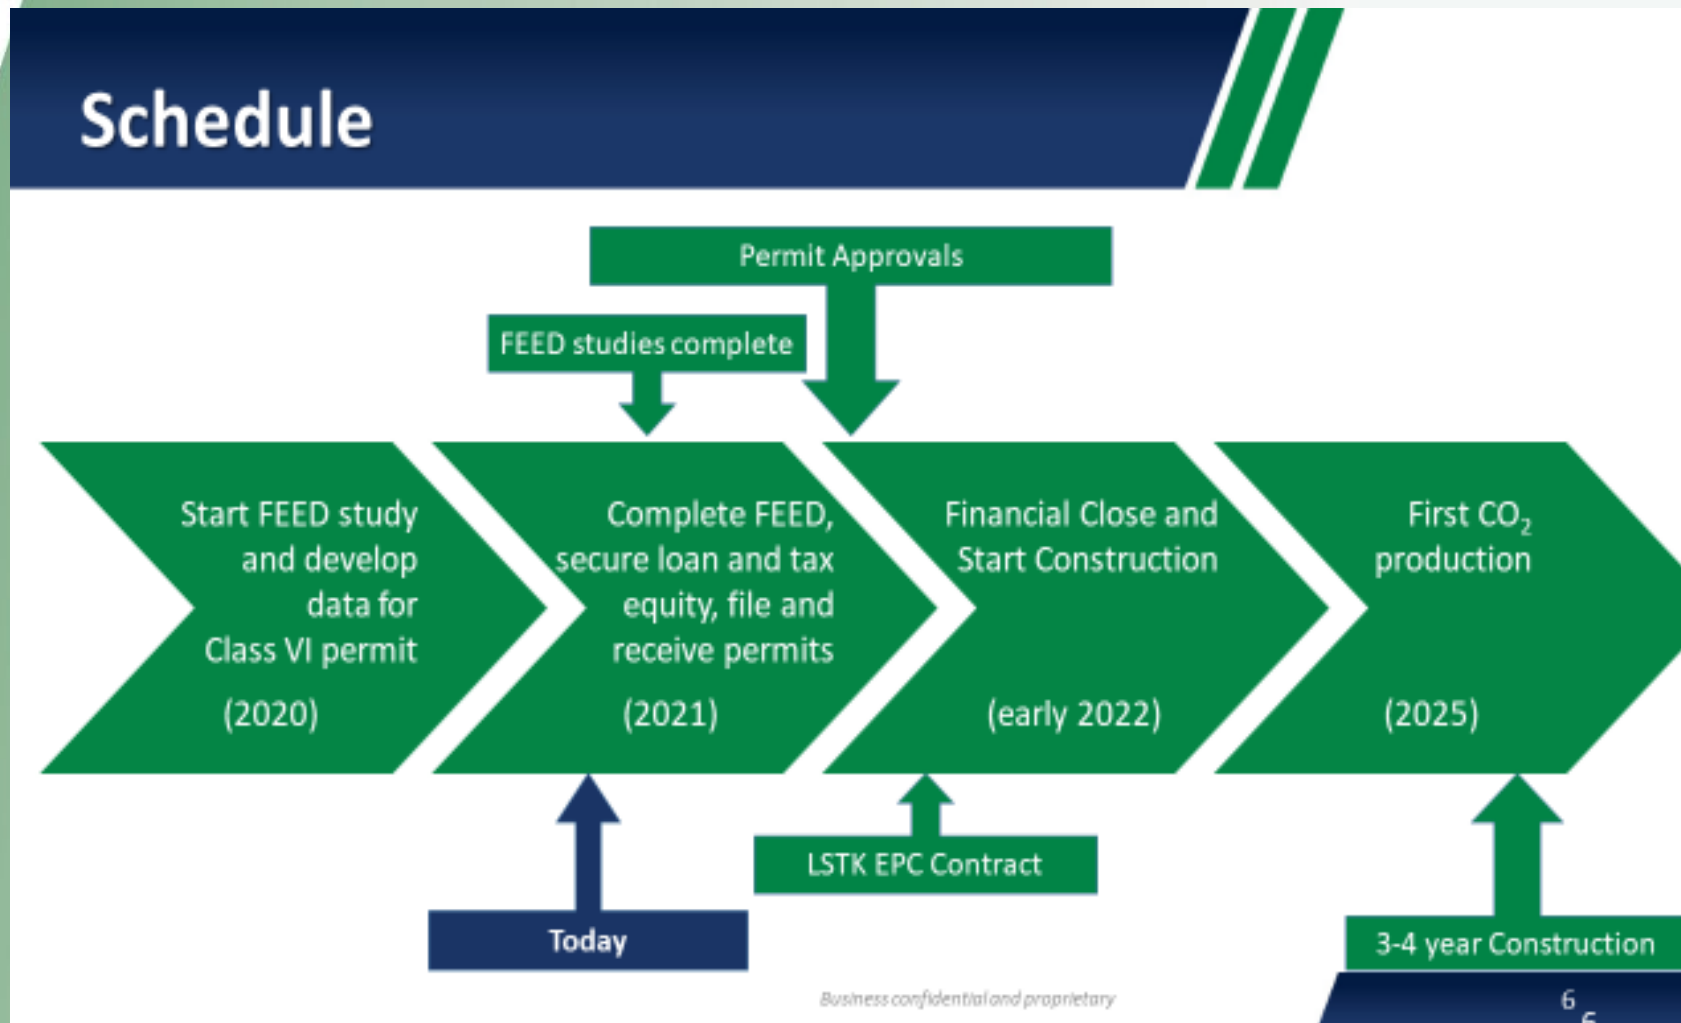 Schedule
Permit Approvals
FEED studies complete
Start FEED study
and develop
data for
Class VI permit
(2020)
Complete FEED,
secure loan and tax
equity, file and
receive permits
(2021)
Financial Close and
Start Construction
(early 2022)
First CO₂
production
(2025)
LSTK EPC Contract
Today
3-4 year Construction
Business confidential and proprietary
6
6